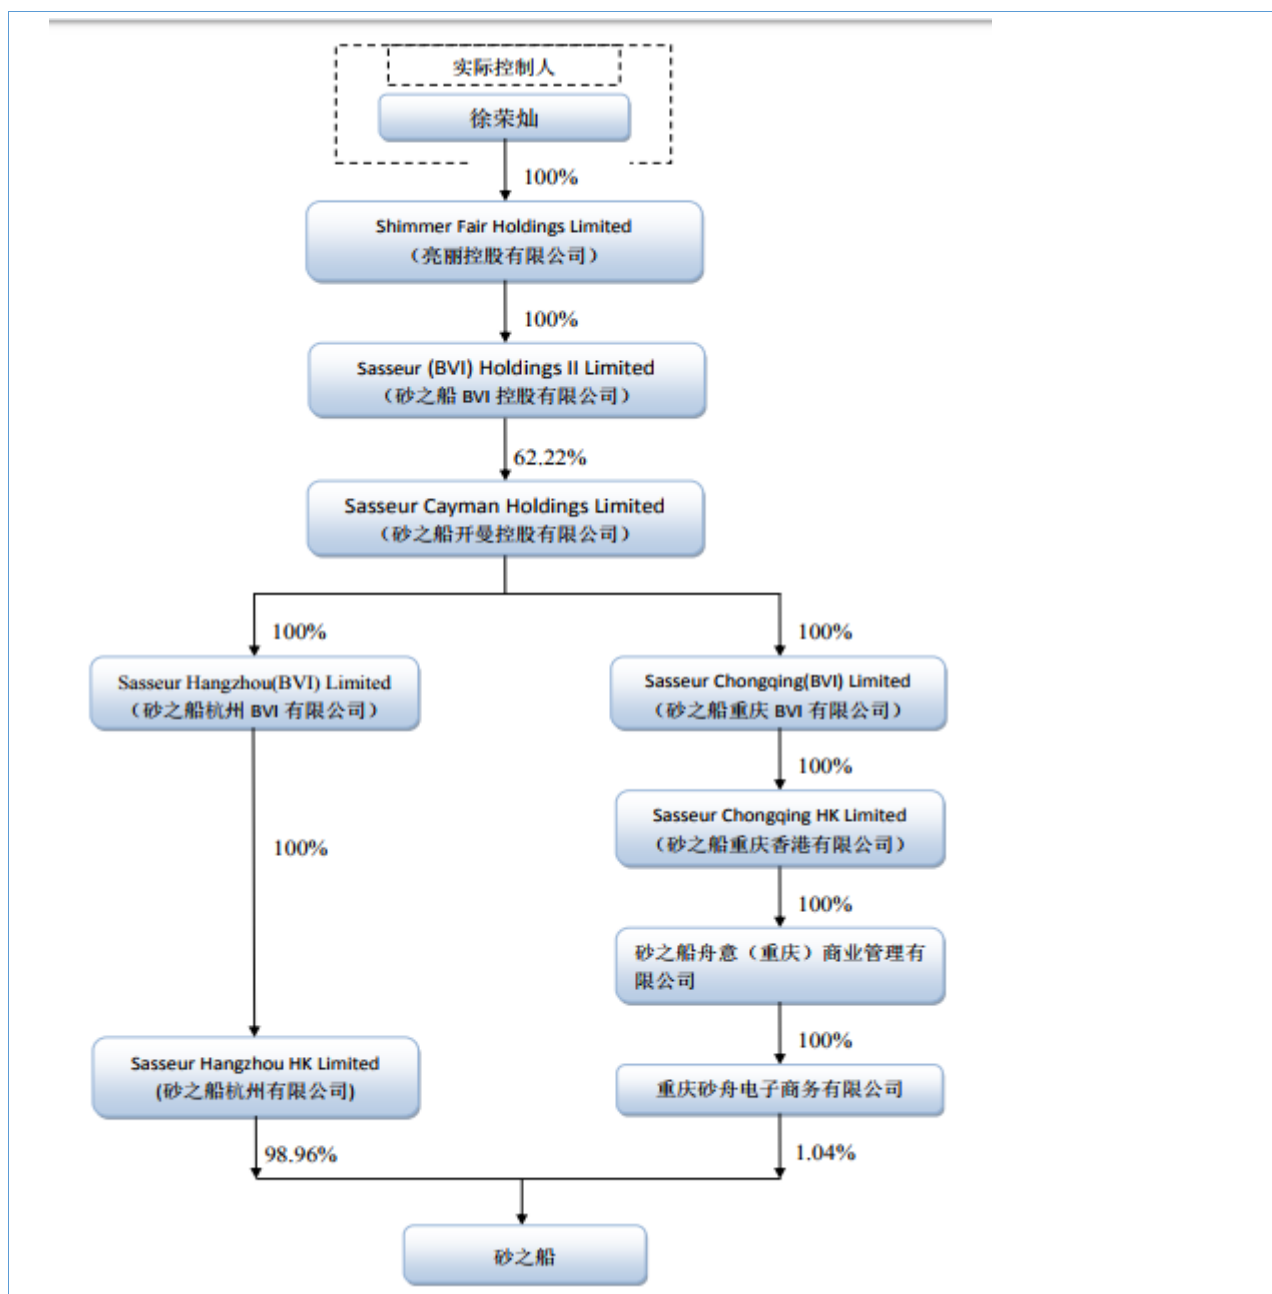 实际控制人
徐荣灿
100%
Shimmer Fair Holdings Limited
（亮丽控股有限公司）
100%
Sasseur (BVI) Holdings II Limited
（砂之船 BVI 控股有限公司）
62.22%
Sasseur Cayman Holdings Limited
（砂之船开曼控股有限公司）
100%
100%
Sasseur Hangzhou(BVI) Limited
（砂之船杭州 BVI 有限公司）
Sasseur Chongqing(BVI) Limited
（砂之船重庆 BVI 有限公司）
100%
Sasseur Chongqing HK Limited
（砂之船重庆香港有限公司）
100%
100%
砂之船舟意（重庆）商业管理有
限公司
100%
Sasseur Hangzhou HK Limited
(砂之船杭州有限公司)
重庆砂舟电子商务有限公司
98.96%
1.04%
砂之船